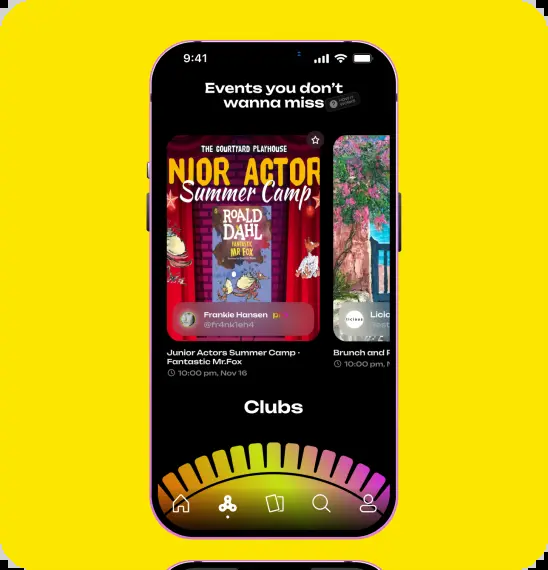 9:41
Events you don't
wanna miss
THE COURTYARD PLAYHOUSE
NIOR ACTOR
Summer Camp
ROALD
DAHL
FANTASTIC
MR FOX
Frankie Hansen
@fr4nk1eh4
Licio
licious
Junior Actors Summer Camp -
Fantastic Mr.Fox
10:00 pm, Nov 16
Brunch and P
10:00 pm, N
Clubs